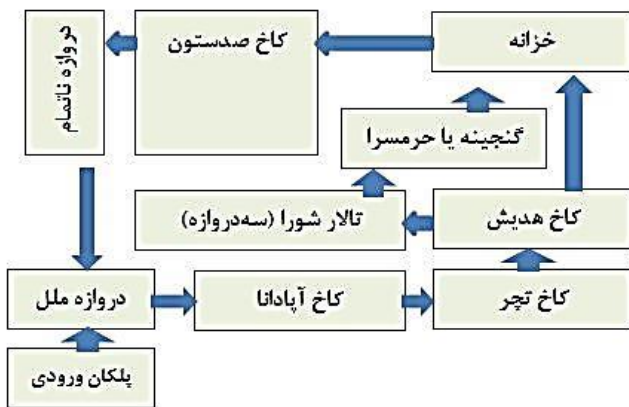 خزانه
کاخ صدستون
دروازه ناتمام
گنجینه یا حرمسرا
کاخ هدیش
تالار شورا (سه‌دروازه)
کاخ تچر
کاخ آپادانا
دروازه ملل
پلکان ورودی